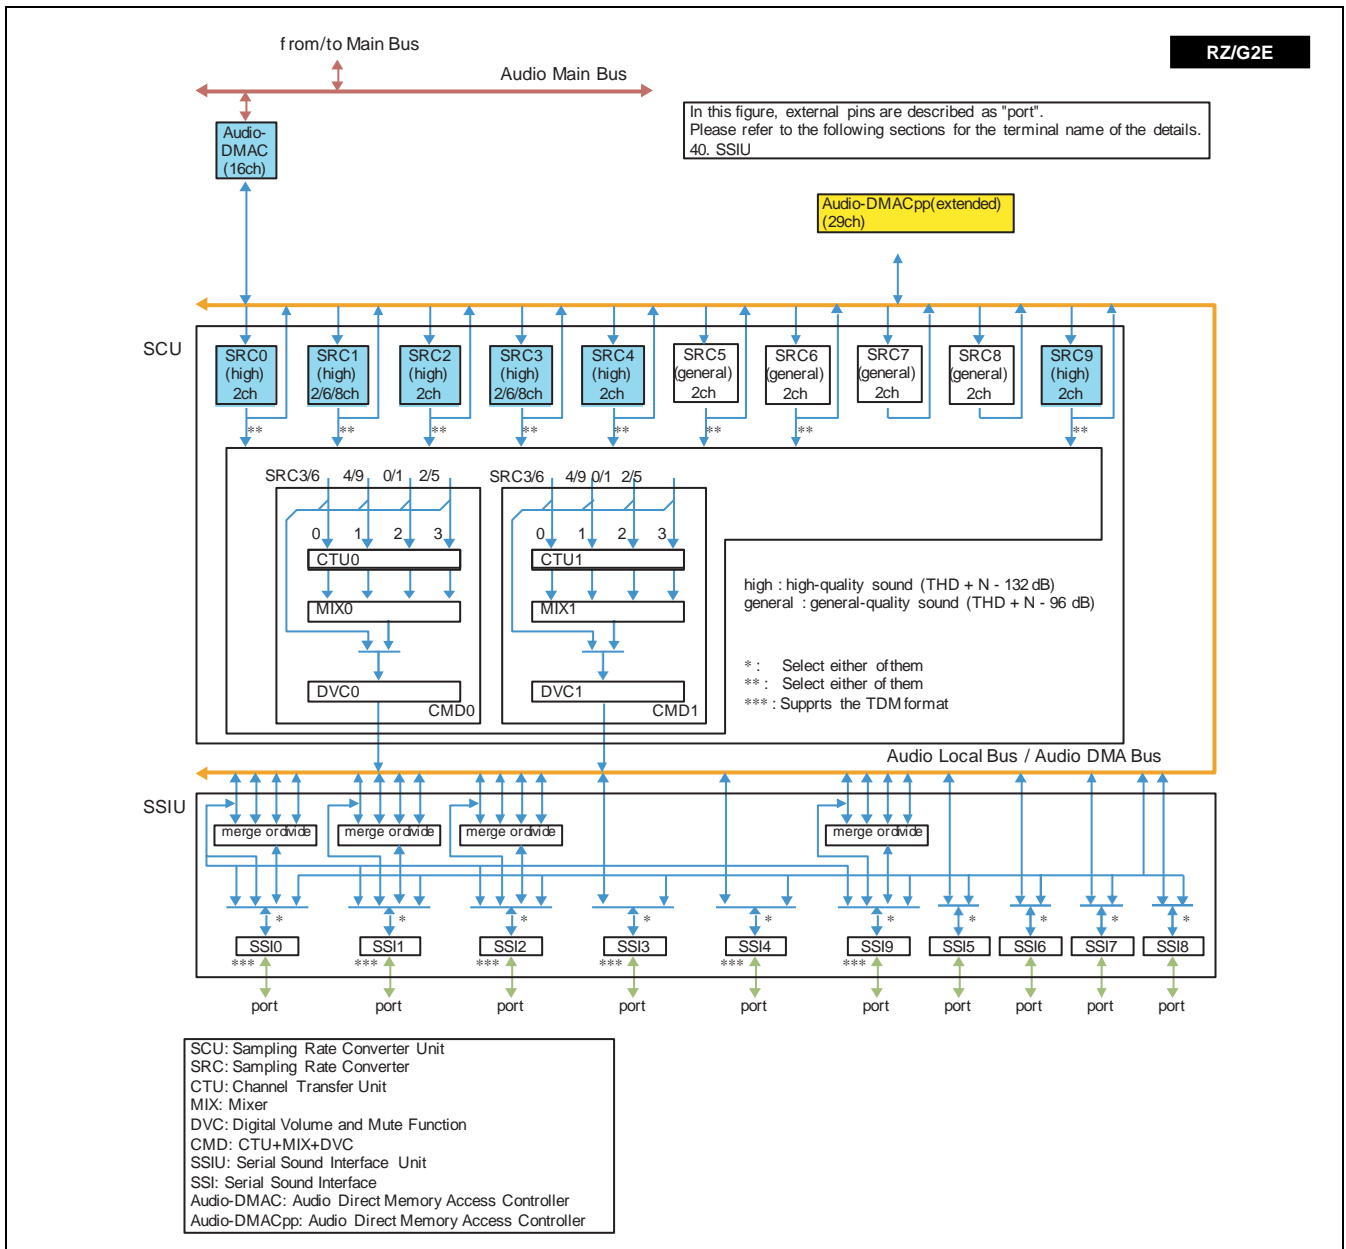 from/to Main Bus
RZ/G2E
Audio Main Bus
In this figure, external pins are described as "port".
Please refer to the following sections for the terminal name of the details.
40. SSIU
Audio-
DMAC
(16ch)
Audio-DMACpp(extended)
(29ch)
SCU
SRC0
(high)
2ch
SRC1
(high)
2/6/8ch
SRC2
(high)
2ch
SRC3
(high)
2/6/8ch
SRC4
(high)
2ch
SRC5
(general)
2ch
SRC6
(general)
2ch
SRC7
(general)
2ch
SRC8
(general)
2ch
SRC9
(high)
2ch
** ** ** ** ** ** ** **
SRC3/6 4/9 0/1 2/5
SRC3/6 4/9 0/1 2/5
0 1 2 3
0 1 2 3
CTU0
CTU1
MIX0
MIX1
DVC0
DVC1
CMD0
CMD1
high : high-quality sound (THD + N - 132 dB)
general : general-quality sound (THD + N - 96 dB)
* : Select either of them
** : Select either of them
*** : Supprts the TDM format
Audio Local Bus / Audio DMA Bus
SSIU
merge or divide
merge or divide
merge or divide
merge or divide
* * * * * * * * * *
SSI0 SSI1 SSI2 SSI3 SSI4 SSI9 SSI5 SSI6 SSI7 SSI8
*** *** *** *** *** ***
port port port port port port port port port port
SCU: Sampling Rate Converter Unit
SRC: Sampling Rate Converter
CTU: Channel Transfer Unit
MIX: Mixer
DVC: Digital Volume and Mute Function
CMD: CTU+MIX+DVC
SSIU: Serial Sound Interface Unit
SSI: Serial Sound Interface
Audio-DMAC: Audio Direct Memory Access Controller
Audio-DMACpp: Audio Direct Memory Access Controller